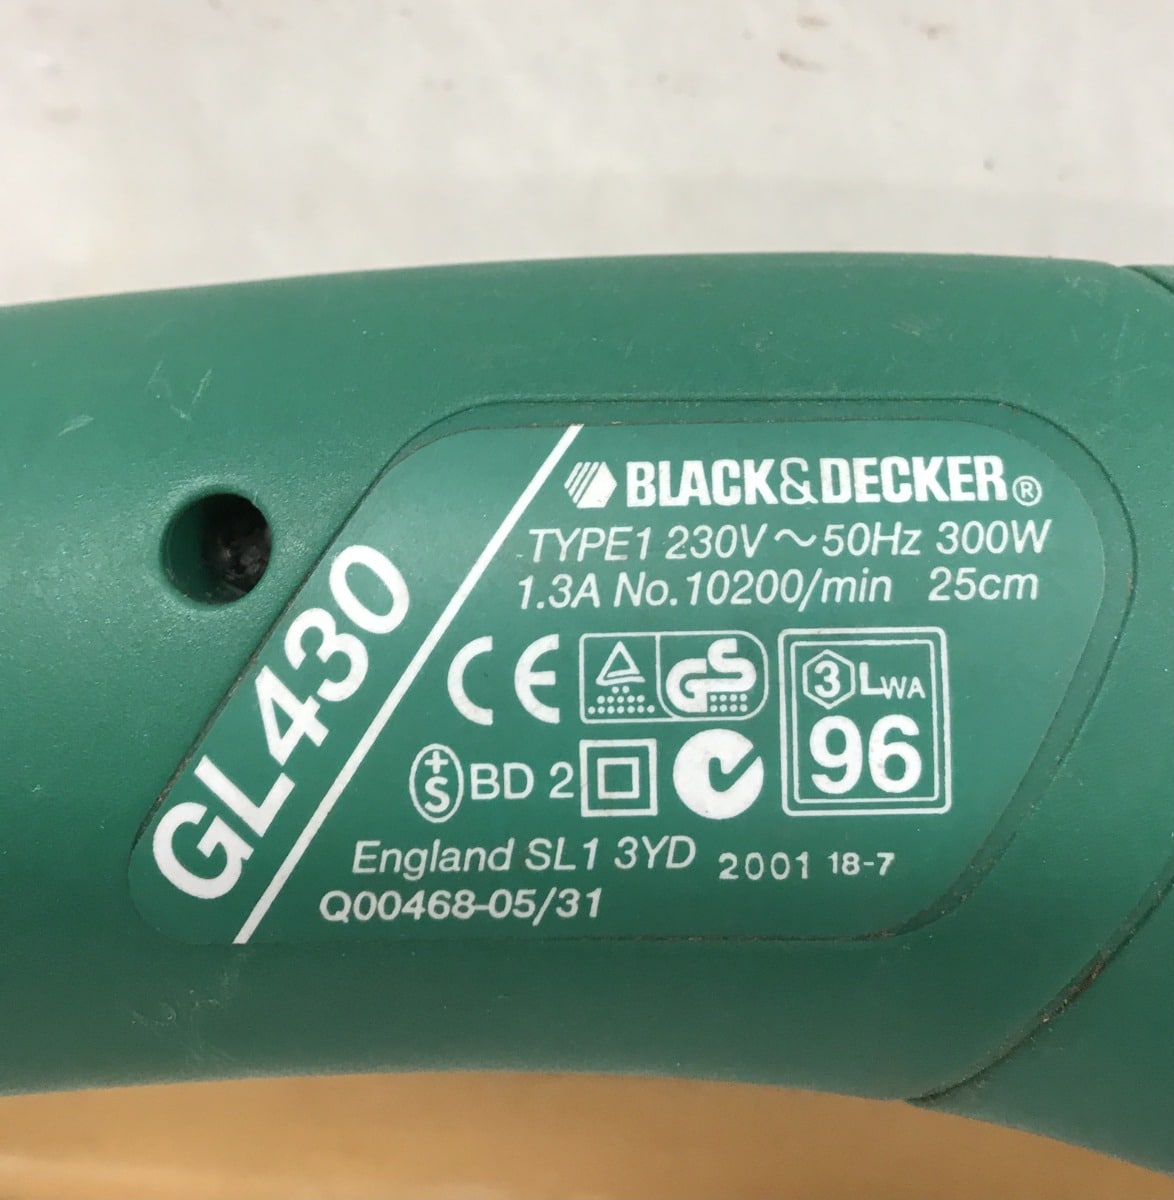 GL430
BLACK&DECKER®
TYPE1 230V ~ 50Hz 300W
1.3A No.10200/min 25cm
CE GS 3 LWA
96
+S BD 2
England SL1 3YD 2001 18-7
Q00468-05/31